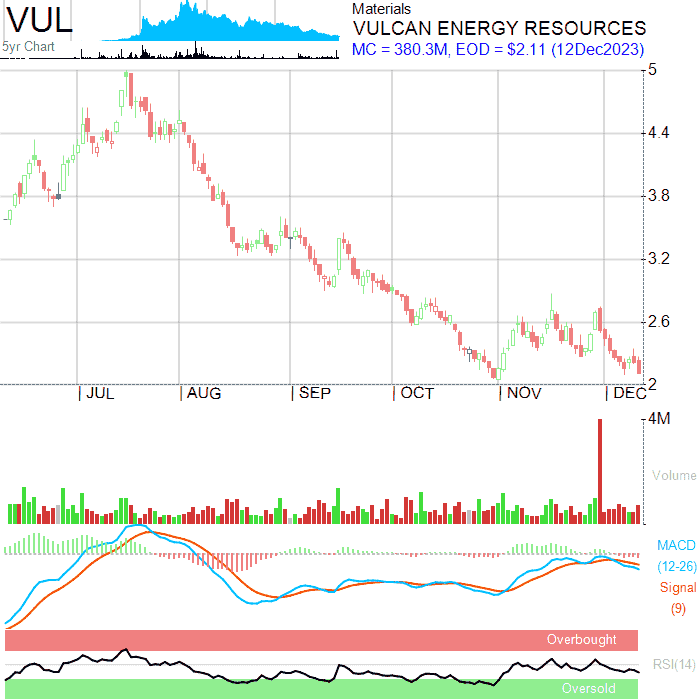 VUL
5yr Chart
Materials
VULCAN ENERGY RESOURCES
MC = 380.3M, EOD = $2.11 (12Dec2023)
5
4.4
3.8
3.2
2.6
2
JUL AUG SEP OCT NOV DEC
4M
Volume
MACD
(12-26)
Signal
(9)
Overbought
RSI(14)
Oversold